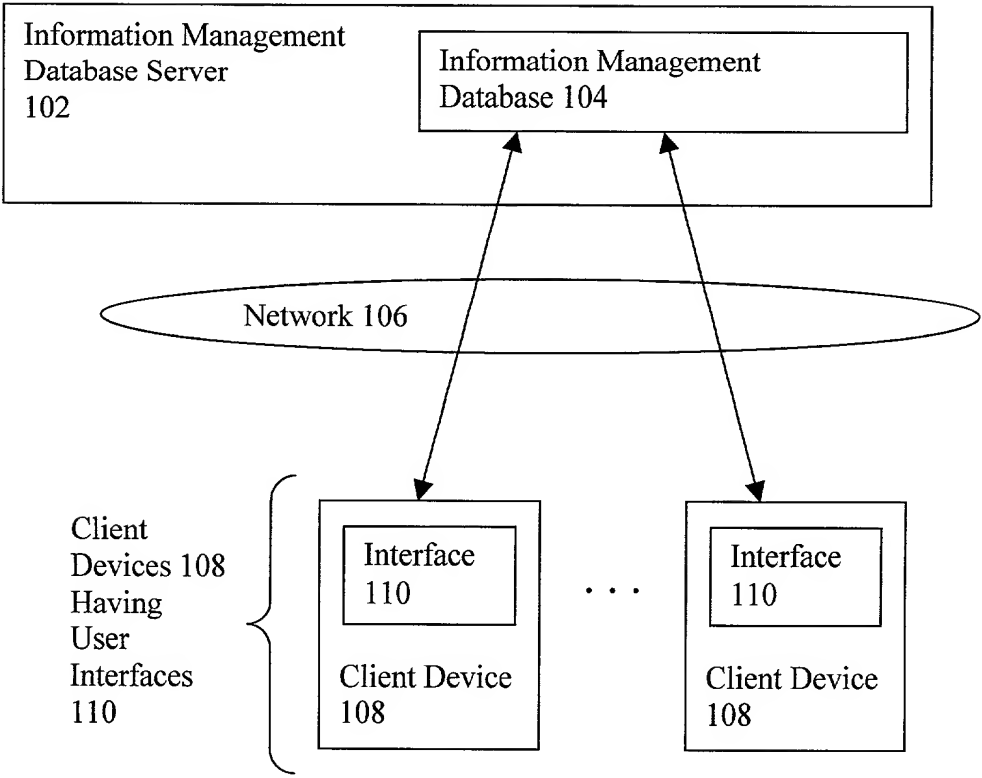 Information Management
Database Server
102
Information Management
Database 104
Network 106
Client
Devices 108
Having
User
Interfaces
110
Interface
110
Client Device
108
. . .
Interface
110
Client Device
108